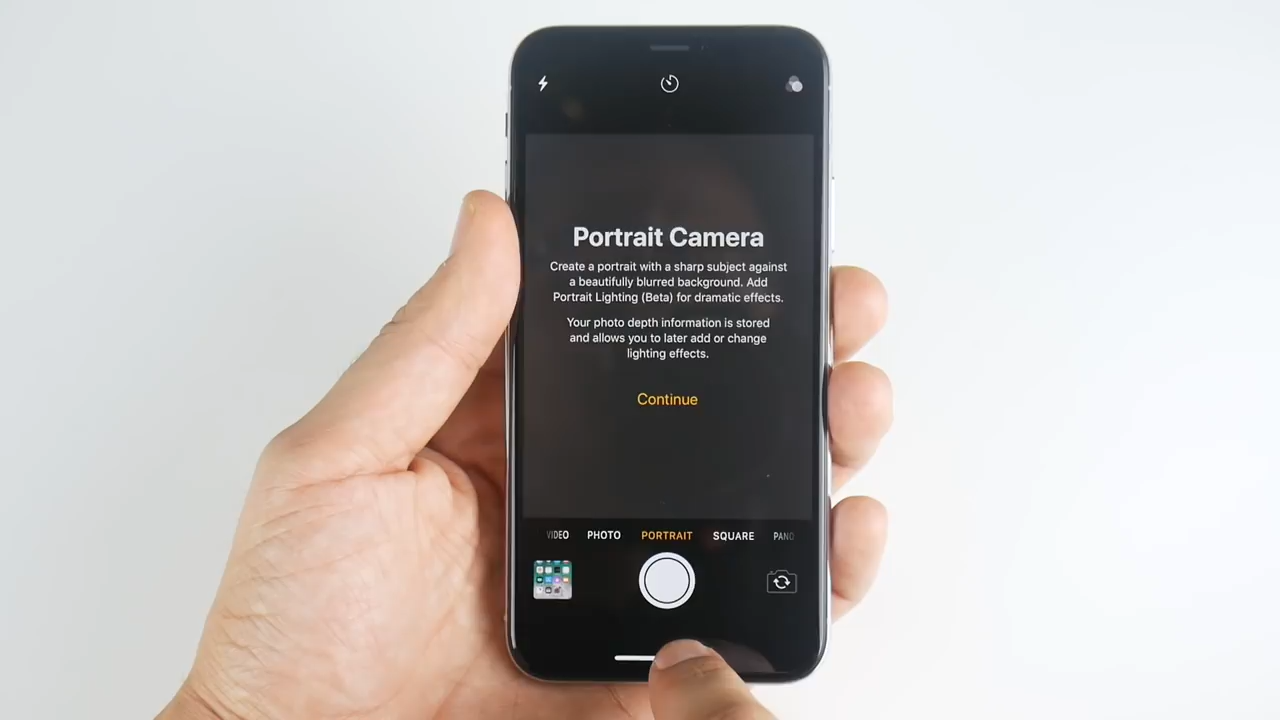 Portrait Camera
Create a portrait with a sharp subject against
a beautifully blurred background. Add
Portrait Lighting (Beta) for dramatic effects.
Your photo depth information is stored
and allows you to later add or change
lighting effects.
Continue
VIDEO PHOTO PORTRAIT SQUARE PANO